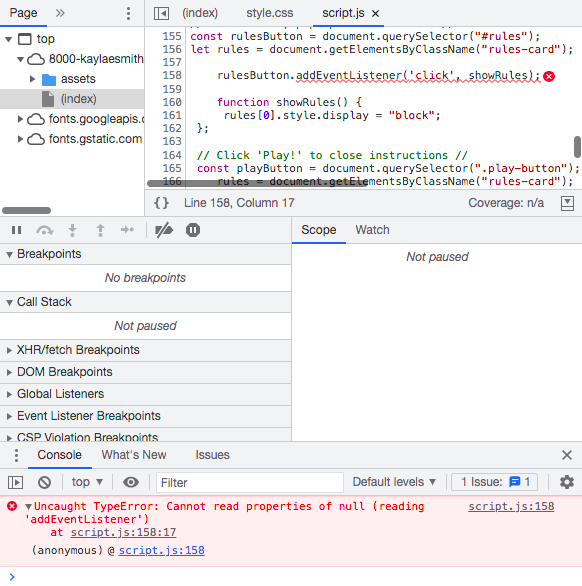 Page
(index)
style.css
script.js
top
8000-kaylaesmith
assets
(index)
fonts.googleapis.c
fonts.gstatic.com
155 const rulesButton = document.querySelector("#rules");
156 let rules = document.getElementsByClassName("rules-card");
157
158 rulesButton.addEventListener('click', showRules);
159
160 function showRules() {
161 rules[0].style.display = "block";
162 };
163
164 // Click 'Play!' to close instructions //
165 const playButton = document.querySelector(".play-button");
166 rules = document.getElementsByClassName("rules-card");
{} Line 158, Column 17 Coverage: n/a
Breakpoints
No breakpoints
Call Stack
Not paused
XHR/fetch Breakpoints
DOM Breakpoints
Global Listeners
Event Listener Breakpoints
CSP Violation Breakpoints
Scope Watch
Not paused
Console What's New Issues
top Filter Default levels 1 Issue: 1
Uncaught TypeError: Cannot read properties of null (reading script.js:158
'addEventListener')
at script.js:158:17
(anonymous) @ script.js:158